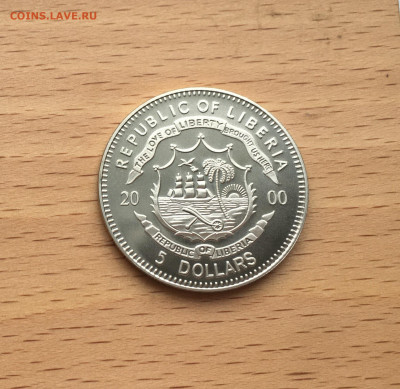 COINS.LAVE.RU
REPUBLIC OF LIBERIA
THE LOVE OF LIBERTY BROUGHT US HERE
20 00
REPUBLIC OF LIBERIA
5 DOLLARS